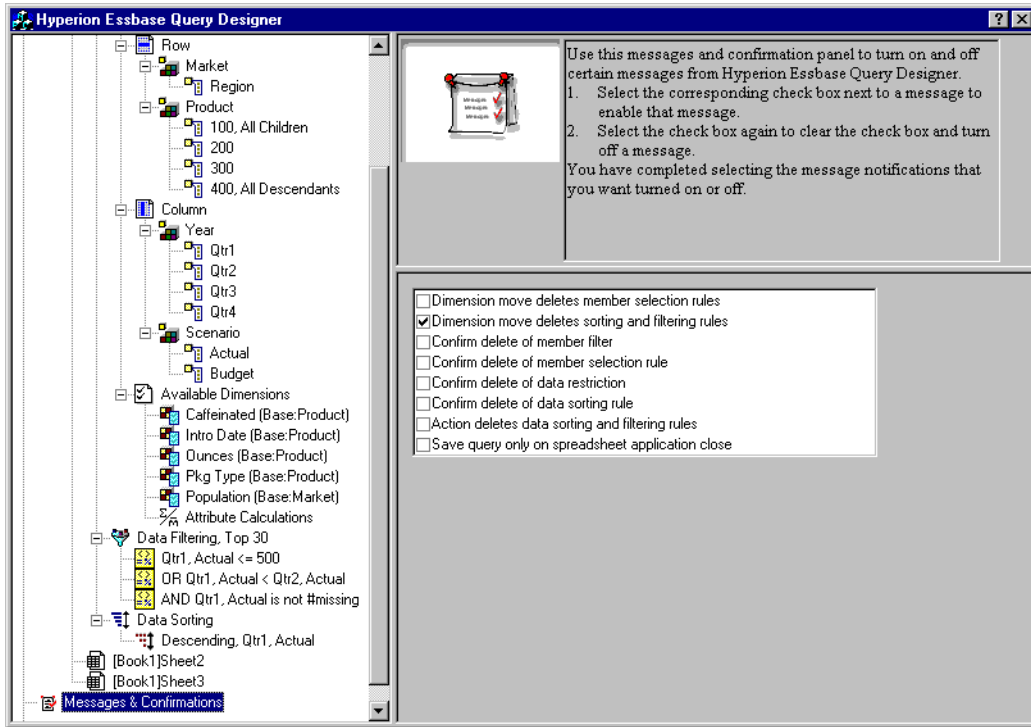 Hyperion Essbase Query Designer
Row
Market
Region
Product
100, All Children
200
300
400, All Descendants
Column
Year
Qtr1
Qtr2
Qtr3
Qtr4
Scenario
Actual
Budget
Available Dimensions
Caffeinated (Base:Product)
Intro Date (Base:Product)
Ounces (Base:Product)
Pkg Type (Base:Product)
Population (Base:Market)
Attribute Calculations
Data Filtering, Top 30
Qtr1, Actual <= 500
OR Qtr1, Actual < Qtr2, Actual
AND Qtr1, Actual is not #missing
Data Sorting
Descending, Qtr1, Actual
[Book1]Sheet2
[Book1]Sheet3
Messages & Confirmations
Messages
Messages
Messages
Use this messages and confirmation panel to turn on and off
certain messages from Hyperion Essbase Query Designer.
1. Select the corresponding check box next to a message to
enable that message.
2. Select the check box again to clear the check box and turn
off a message.
You have completed selecting the message notifications that
you want turned on or off.
Dimension move deletes member selection rules
Dimension move deletes sorting and filtering rules
Confirm delete of member filter
Confirm delete of member selection rule
Confirm delete of data restriction
Confirm delete of data sorting rule
Action deletes data sorting and filtering rules
Save query only on spreadsheet application close